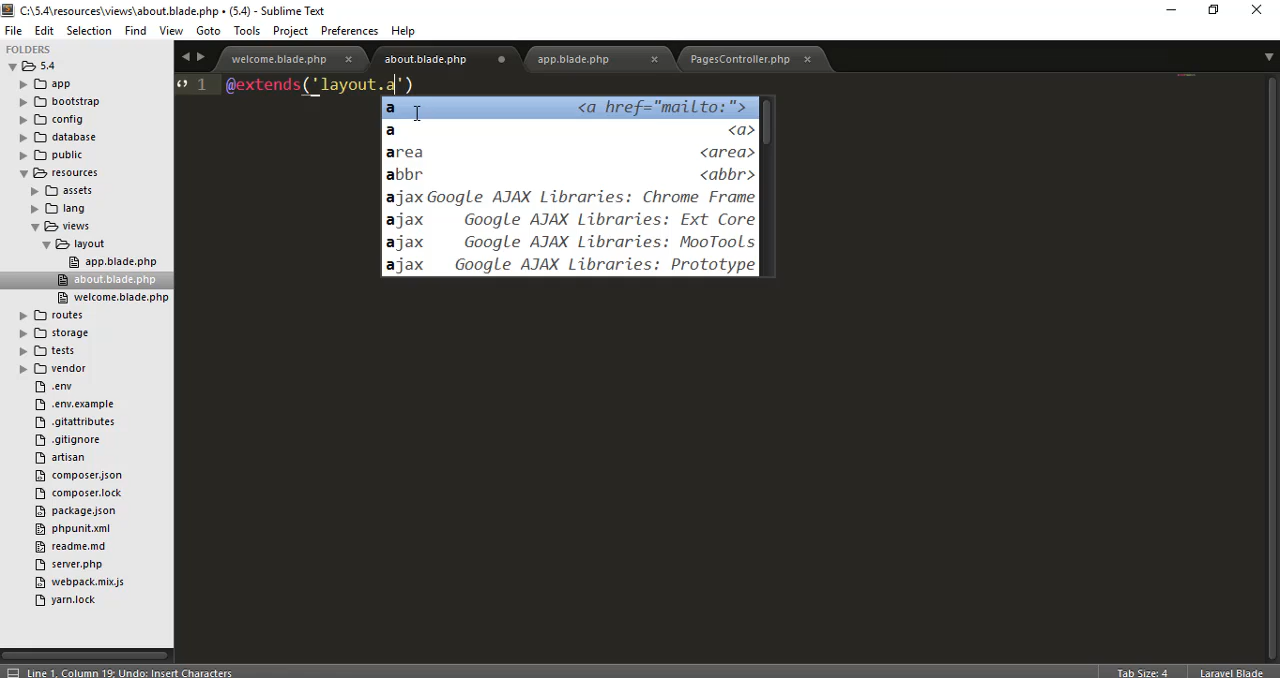 C:\5.4\resources\views\about.blade.php • (5.4) - Sublime Text
File Edit Selection Find View Goto Tools Project Preferences Help
FOLDERS
5.4
app
bootstrap
config
database
public
resources
assets
lang
views
layout
app.blade.php
about.blade.php
welcome.blade.php
routes
storage
tests
vendor
.env
.env.example
.gitattributes
.gitignore
artisan
composer.json
composer.lock
package.json
phpunit.xml
readme.md
server.php
webpack.mix.js
yarn.lock
welcome.blade.php about.blade.php app.blade.php PagesController.php
1 @extends('layout.a')
a <a href="mailto:">
a <a>
area <area>
abbr <abbr>
ajax Google AJAX Libraries: Chrome Frame
ajax Google AJAX Libraries: Ext Core
ajax Google AJAX Libraries: MooTools
ajax Google AJAX Libraries: Prototype
Line 1, Column 19; Undo: Insert Characters Tab Size: 4 Laravel Blade